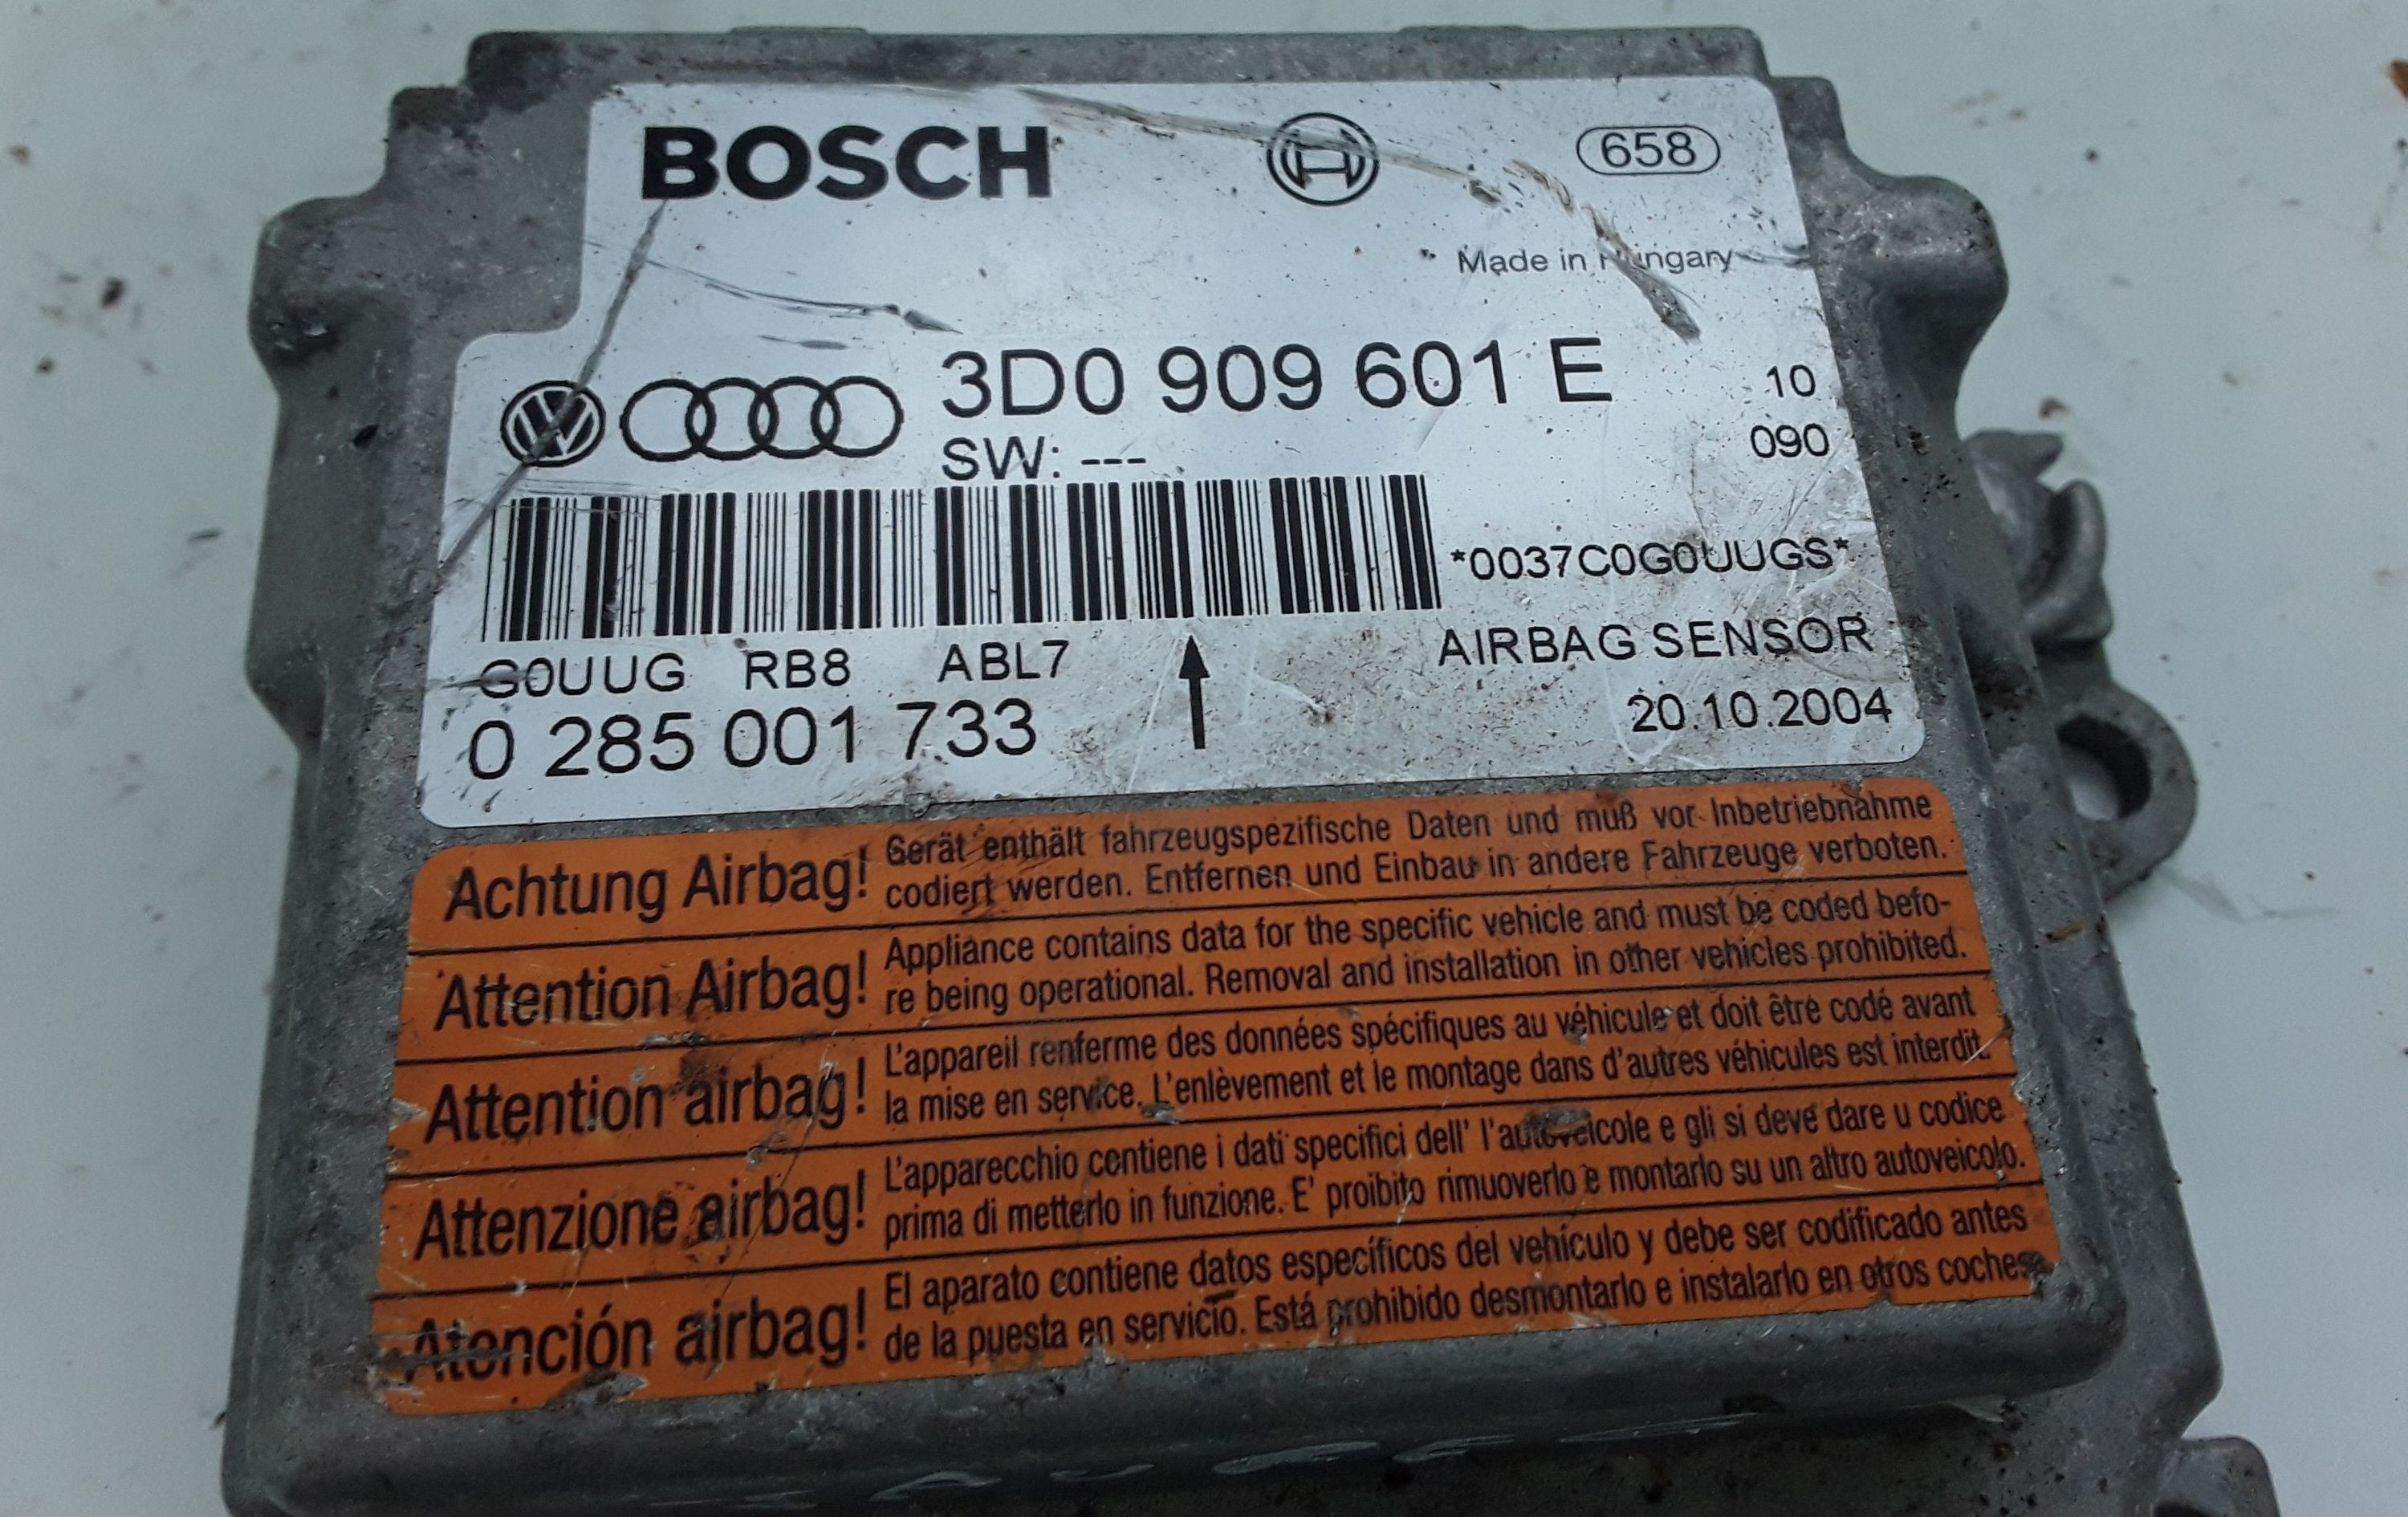 BOSCH
658
Made in Hungary
3D0 909 601 E
10
SW: ---
090
*0037C0G0UUGS*
G0UUG RB8 ABL7
AIRBAG SENSOR
0 285 001 733
20.10.2004
Achtung Airbag!
Gerät enthält fahrzeugspezifische Daten und muß vor Inbetriebnahme
codiert werden. Entfernen und Einbau in andere Fahrzeuge verboten.
Attention Airbag!
Appliance contains data for the specific vehicle and must be coded befo-
re being operational. Removal and installation in other vehicles prohibited.
Attention airbag!
L'appareil renferme des données spécifiques au véhicule et doit être codé avant
la mise en service. L'enlèvement et le montage dans d'autres véhicules est interdit.
Attenzione airbag!
L'apparecchio contiene i dati specifici dell' l'autoveicole e gli si deve dare u codice
prima di metterlo in funzione. E' proibito rimuoverlo e montarlo su un altro autoveicolo.
Atención airbag!
El aparato contiene datos específicos del vehículo y debe ser codificado antes
de la puesta en servicio. Está prohibido desmontarlo e instalarlo en otros coches